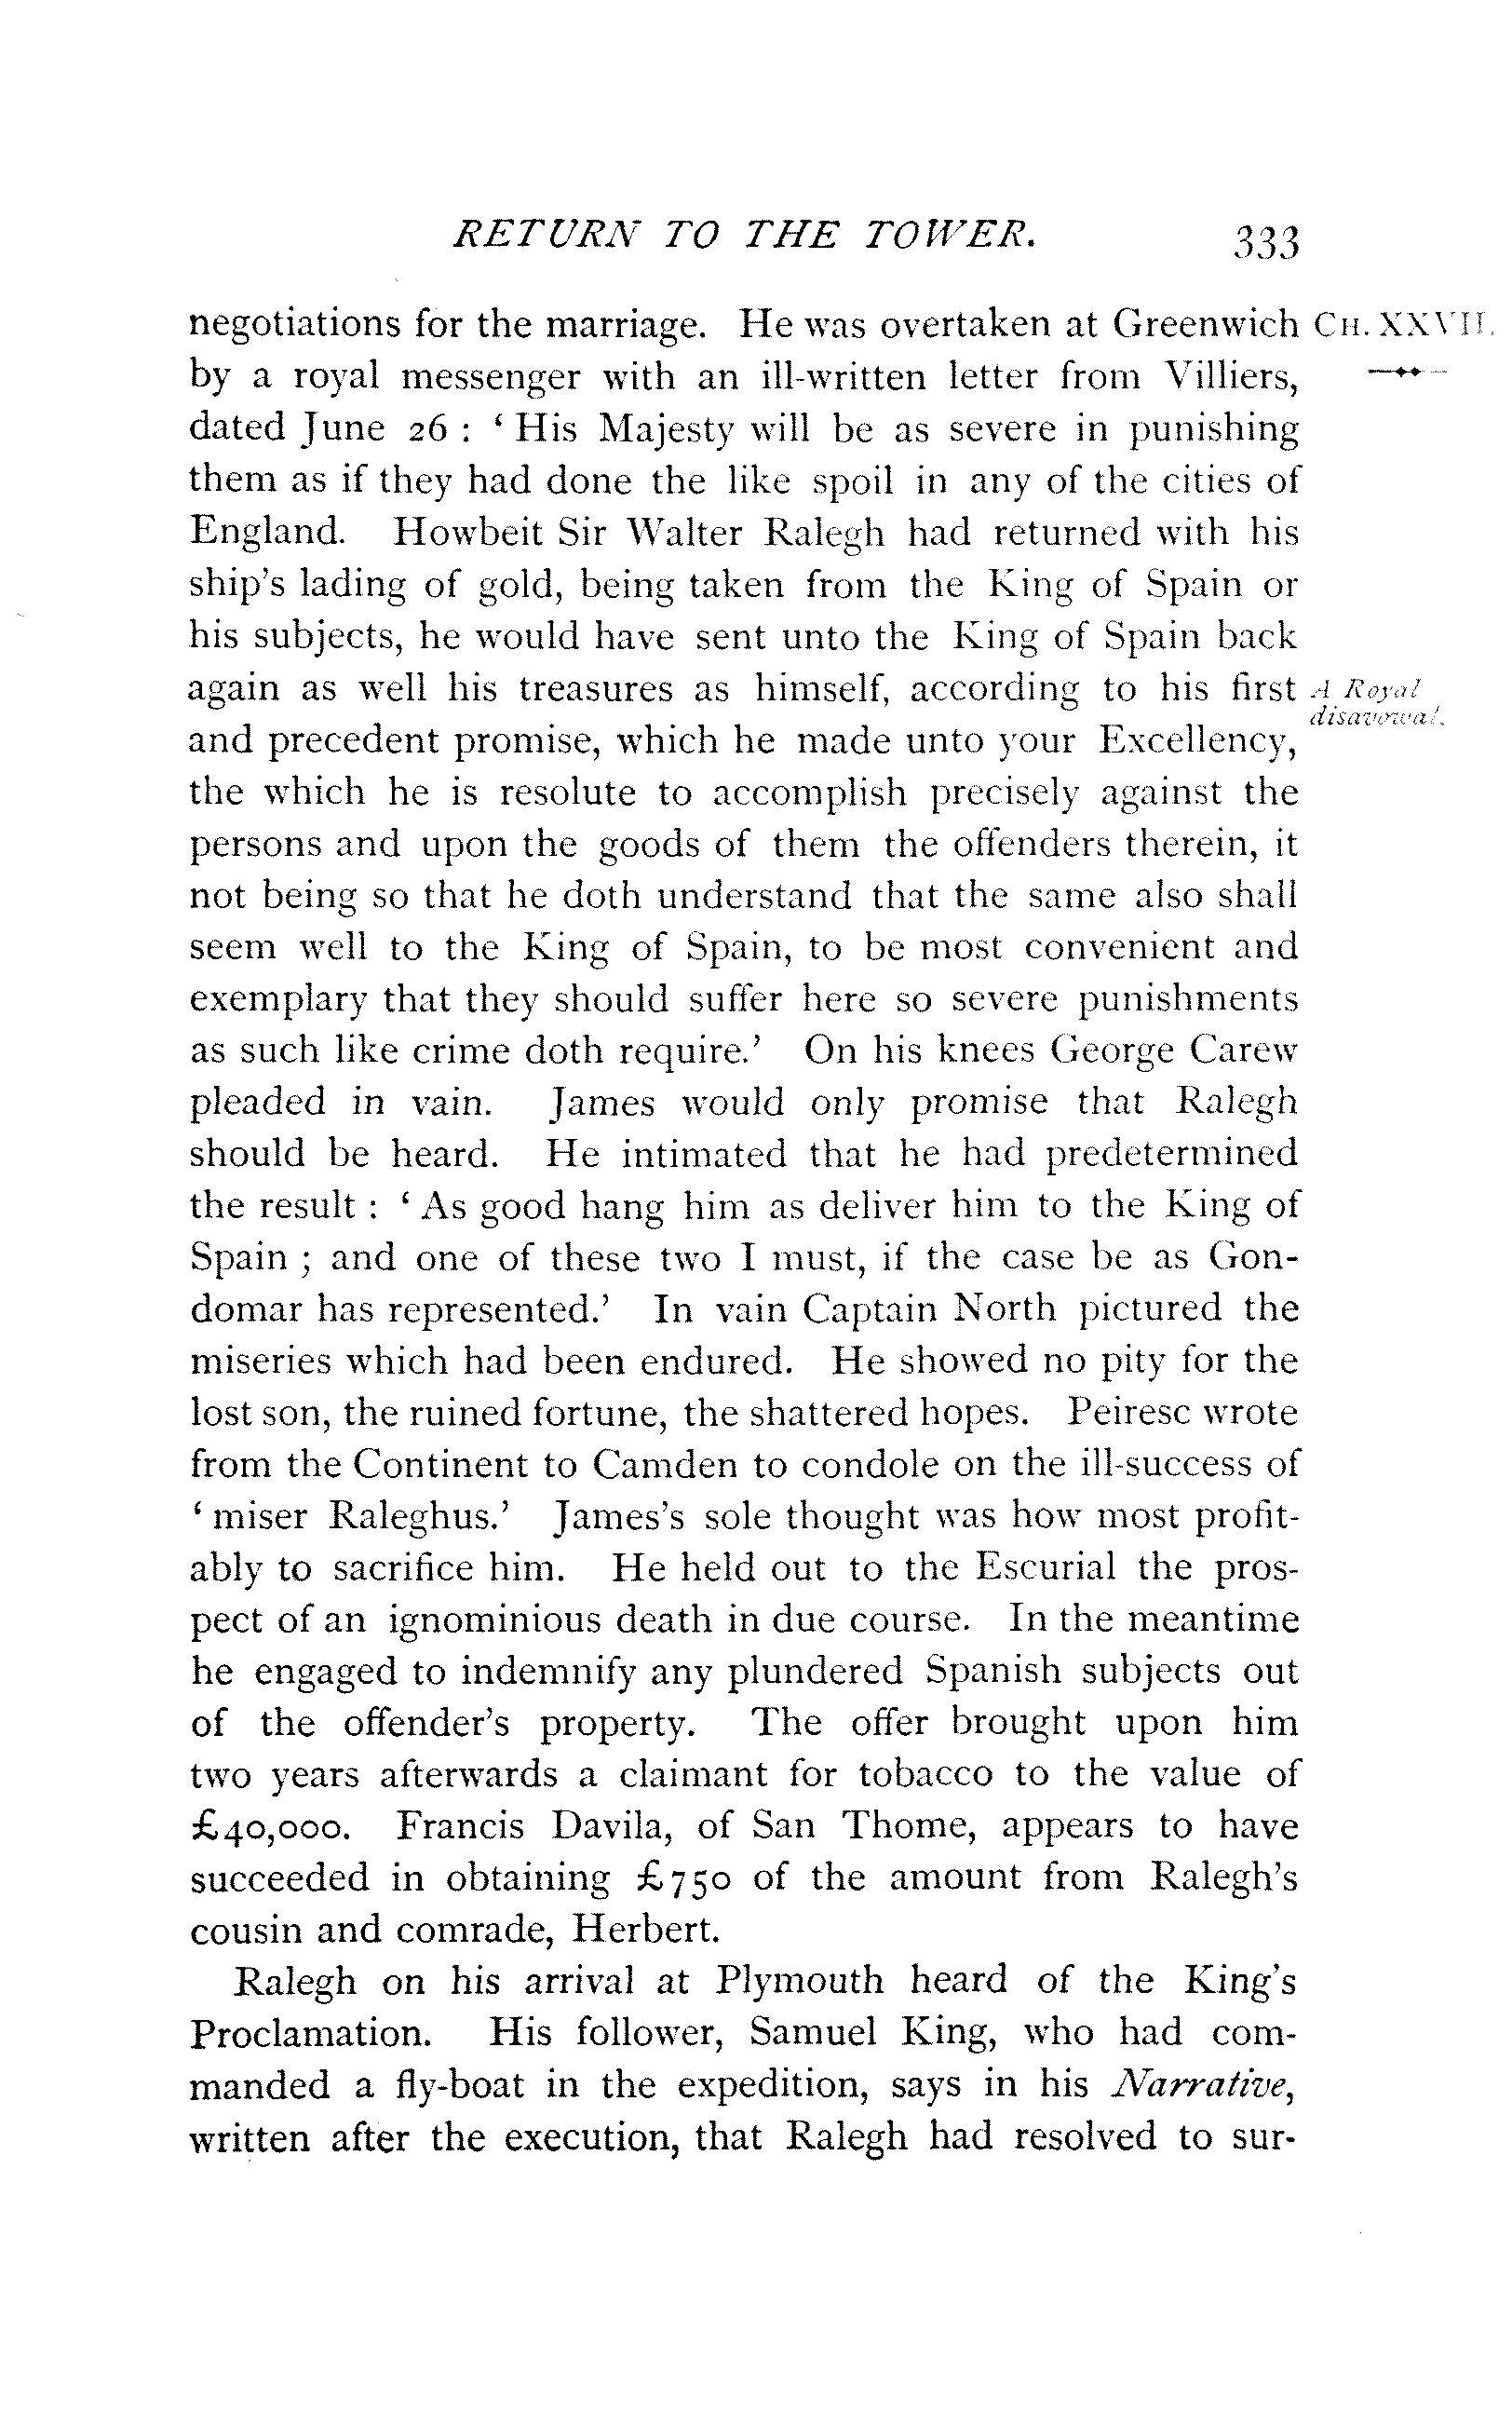 RETURN TO THE TOWER. 333
negotiations for the marriage. He was overtaken at Greenwich CH. XXVII.
by a royal messenger with an ill-written letter from Villiers,
dated June 26 : ‘ His Majesty will be as severe in punishing
them as if they had done the like spoil in any of the cities of
England. Howbeit Sir Walter Ralegh had returned with his
ship's lading of gold, being taken from the King of Spain or
his subjects, he would have sent unto the King of Spain back
again as well his treasures as himself, according to his first A Royal
disavowal.
and precedent promise, which he made unto your Excellency,
the which he is resolute to accomplish precisely against the
persons and upon the goods of them the offenders therein, it
not being so that he doth understand that the same also shall
seem well to the King of Spain, to be most convenient and
exemplary that they should suffer here so severe punishments
as such like crime doth require.’ On his knees George Carew
pleaded in vain. James would only promise that Ralegh
should be heard. He intimated that he had predetermined
the result : ‘ As good hang him as deliver him to the King of
Spain ; and one of these two I must, if the case be as Gon-
domar has represented.’ In vain Captain North pictured the
miseries which had been endured. He showed no pity for the
lost son, the ruined fortune, the shattered hopes. Peiresc wrote
from the Continent to Camden to condole on the ill-success of
‘ miser Raleghus.’ James's sole thought was how most profit-
ably to sacrifice him. He held out to the Escurial the pros-
pect of an ignominious death in due course. In the meantime
he engaged to indemnify any plundered Spanish subjects out
of the offender's property. The offer brought upon him
two years afterwards a claimant for tobacco to the value of
£40,000. Francis Davila, of San Thome, appears to have
succeeded in obtaining £750 of the amount from Ralegh's
cousin and comrade, Herbert.
Ralegh on his arrival at Plymouth heard of the King's
Proclamation. His follower, Samuel King, who had com-
manded a fly-boat in the expedition, says in his Narrative,
written after the execution, that Ralegh had resolved to sur-